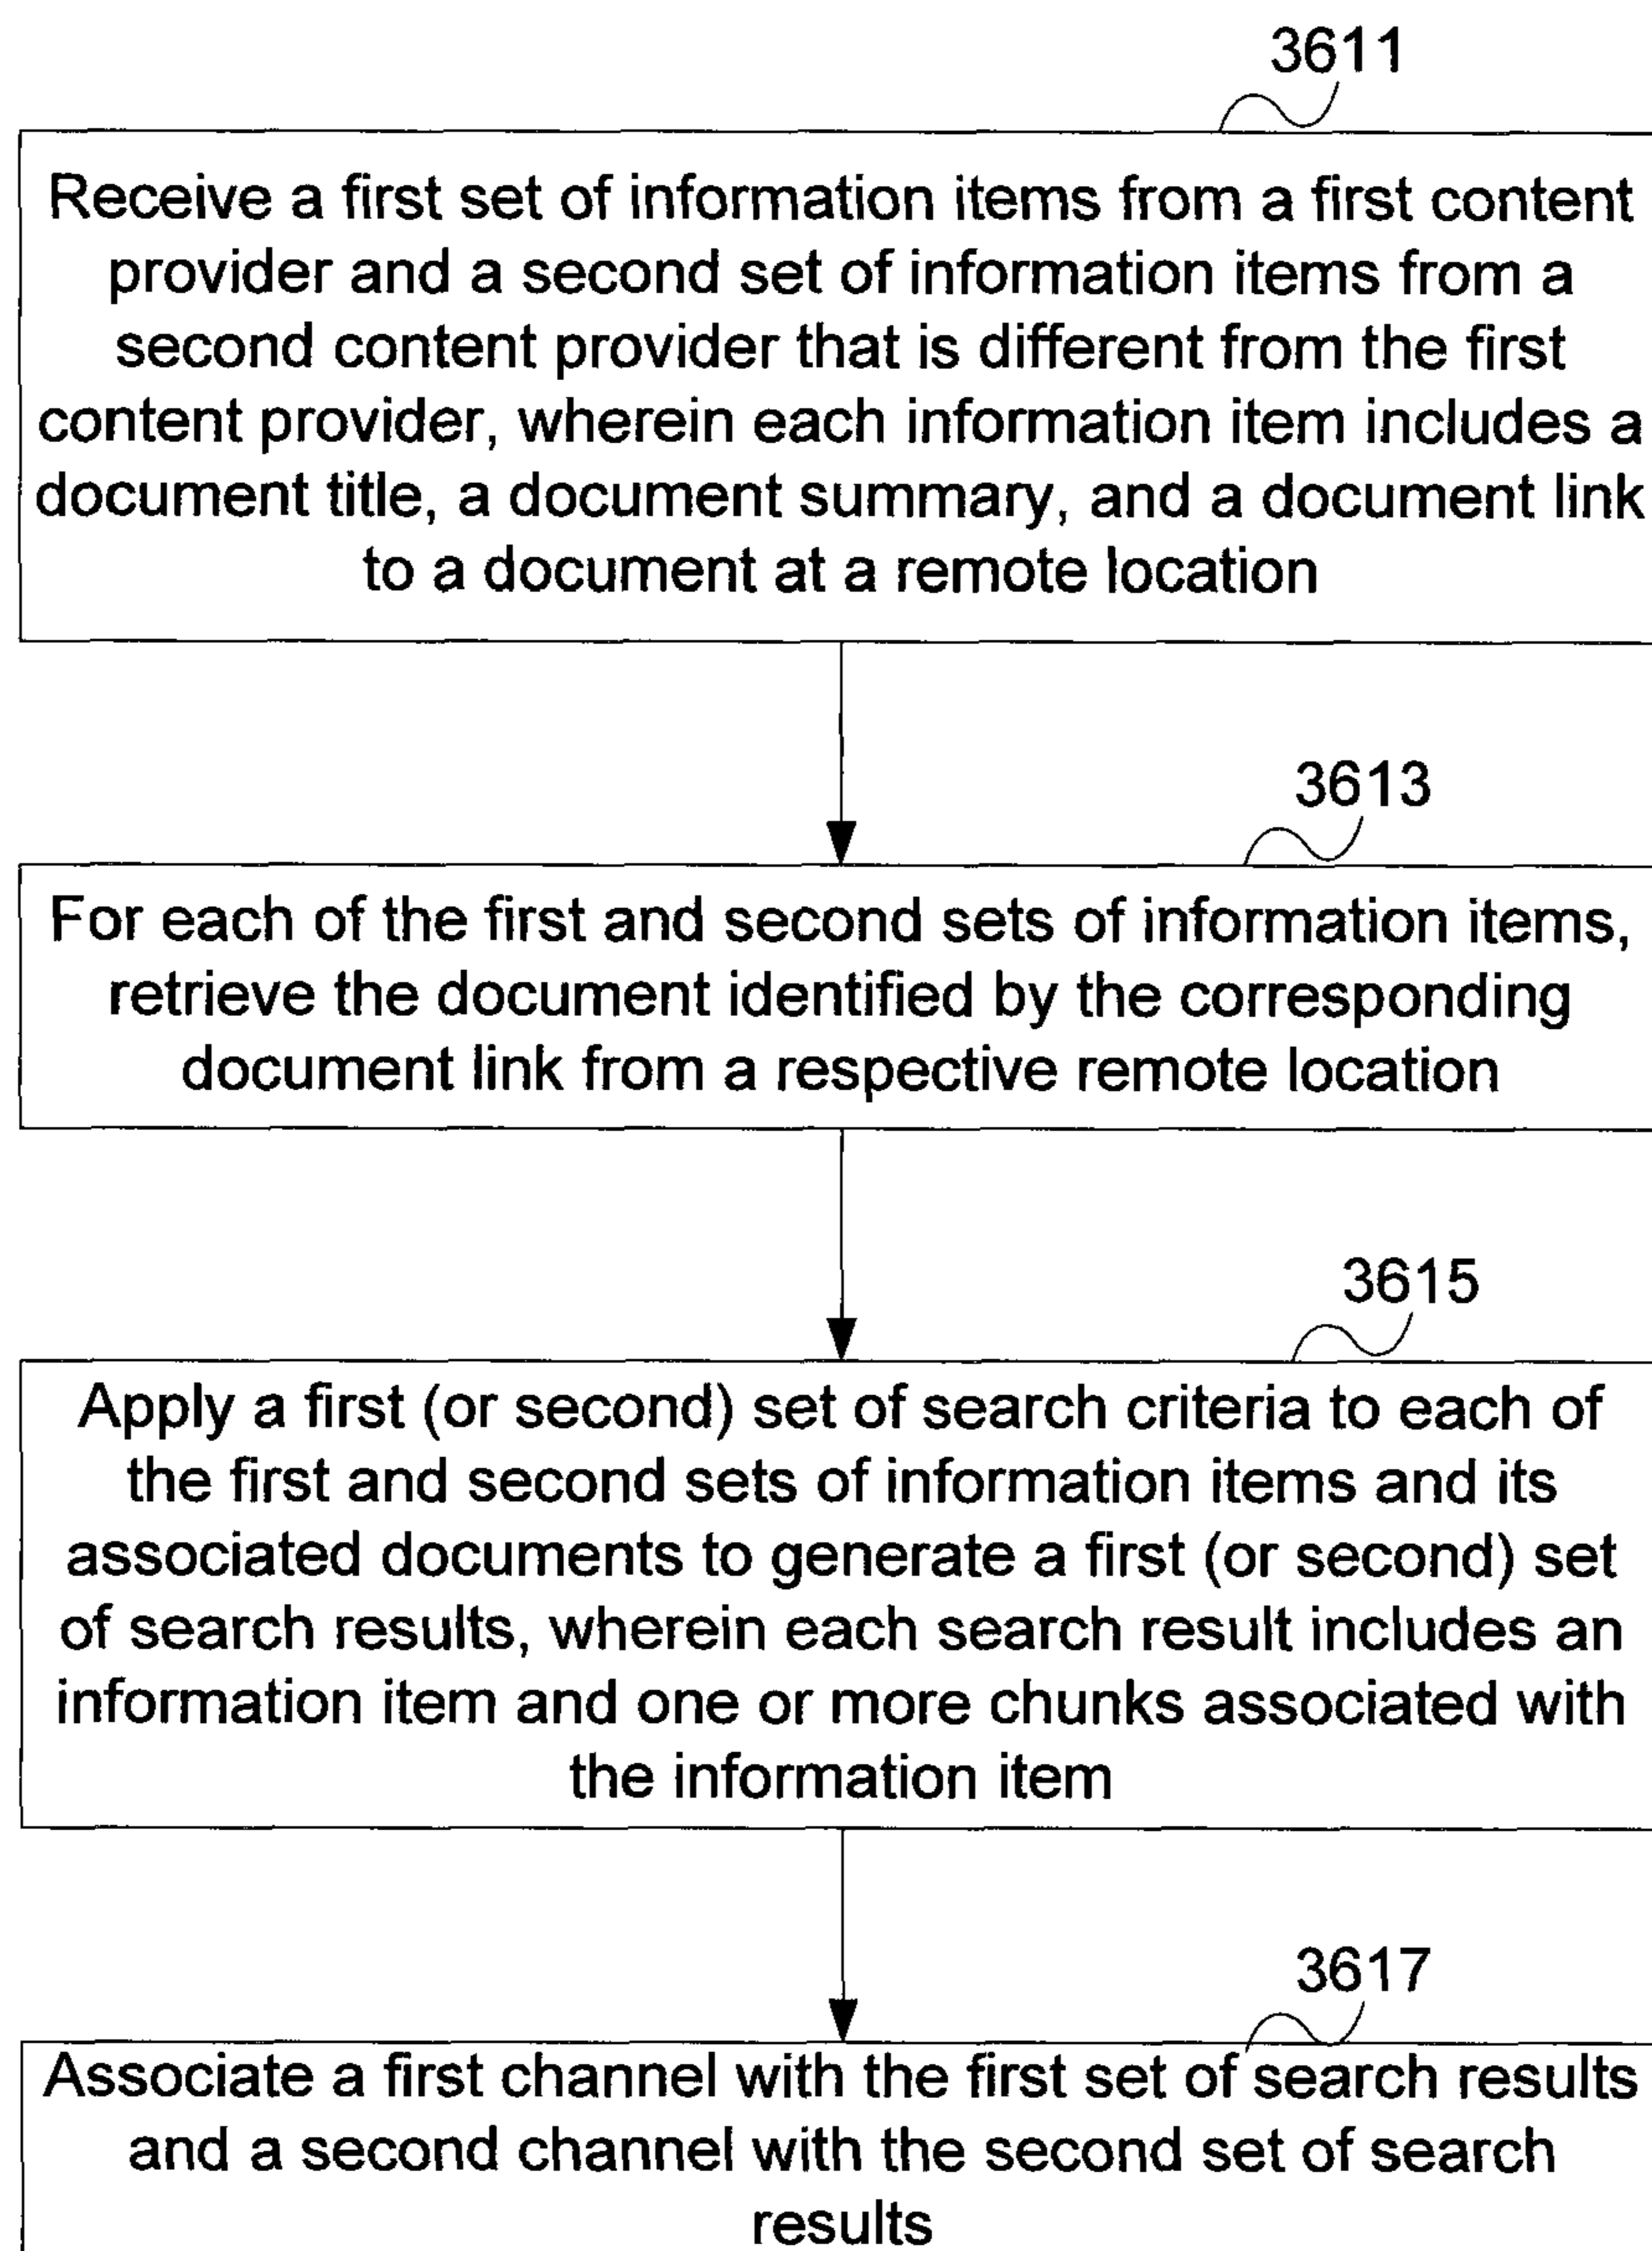 3611
Receive a first set of information items from a first content
provider and a second set of information items from a
second content provider that is different from the first
content provider, wherein each information item includes a
document title, a document summary, and a document link
to a document at a remote location
3613
For each of the first and second sets of information items,
retrieve the document identified by the corresponding
document link from a respective remote location
3615
Apply a first (or second) set of search criteria to each of
the first and second sets of information items and its
associated documents to generate a first (or second) set
of search results, wherein each search result includes an
information item and one or more chunks associated with
the information item
3617
Associate a first channel with the first set of search results
and a second channel with the second set of search
results